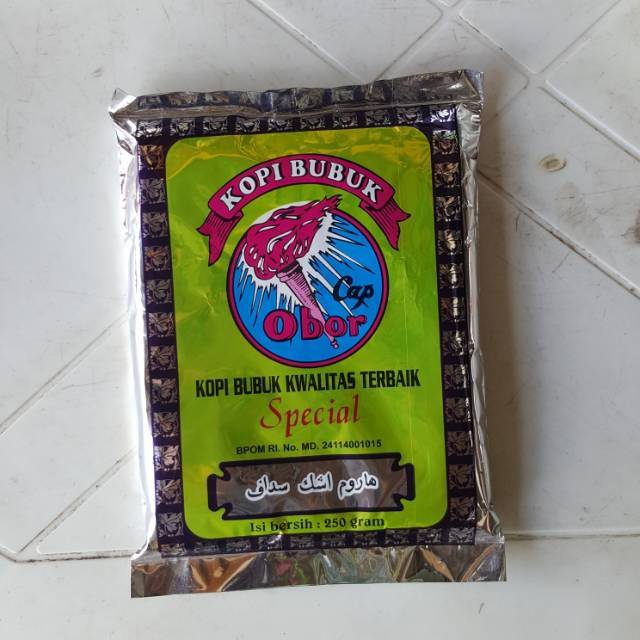 KOPI BUBUK
Cap
Obor
KOPI BUBUK KWALITAS TERBAIK
Special
BPOM RI. No. MD. 24114001015
هاروم اشك سداف
Isi bersih : 250 gram